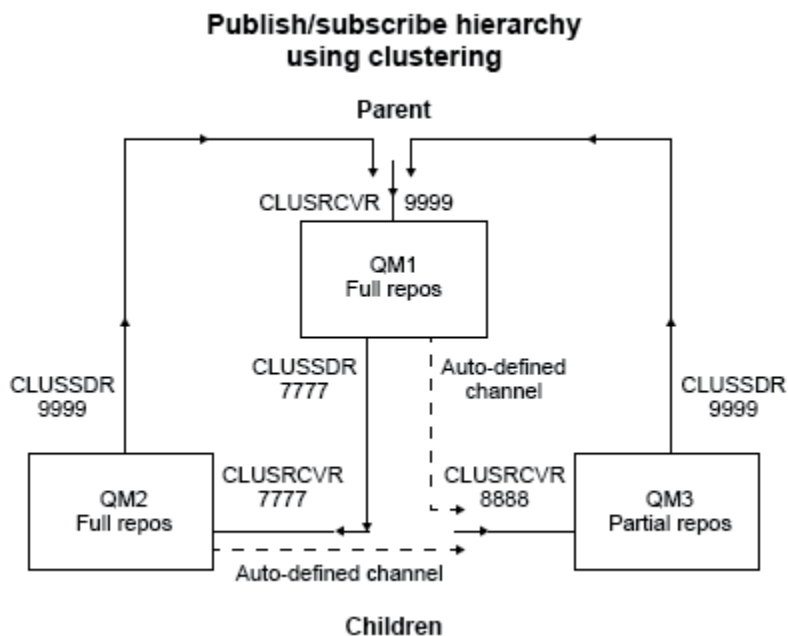 Publish/subscribe hierarchy
using clustering
Parent
CLUSRCVR 9999
QM1
Full repos
CLUSSDR
7777
Auto-defined
channel
CLUSSDR
9999
CLUSSDR
9999
CLUSRCVR
7777
CLUSRCVR
8888
QM2
Full repos
QM3
Partial repos
Auto-defined channel
Children